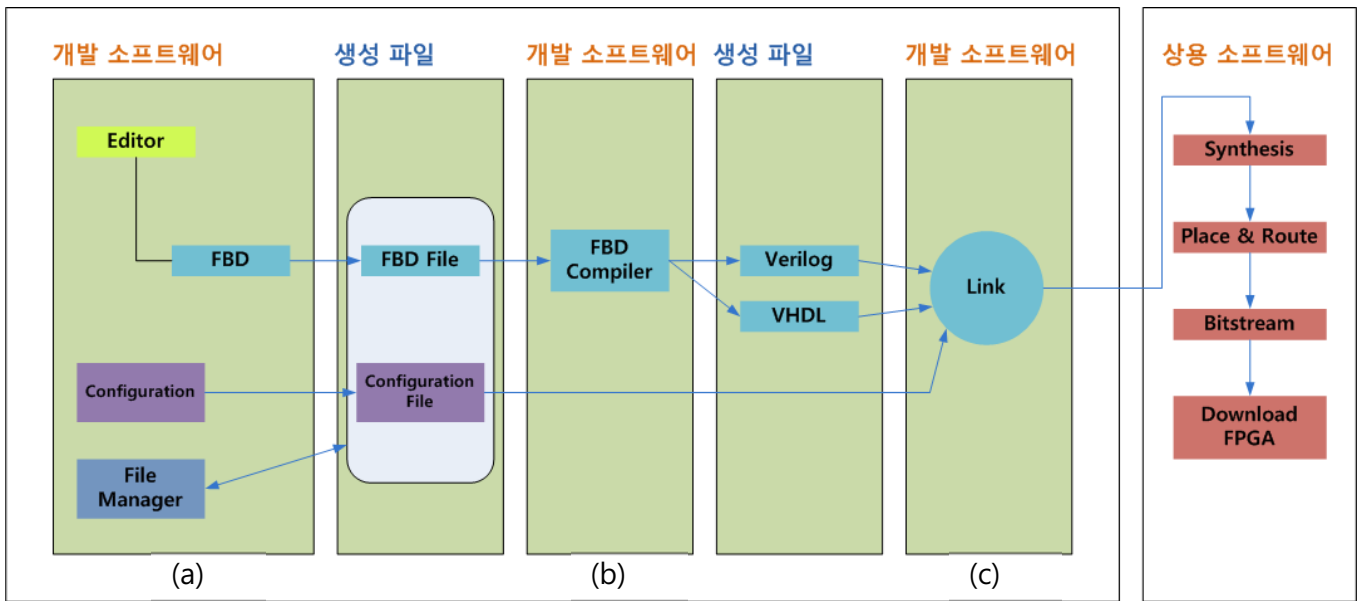 개발 소프트웨어
생성 파일
개발 소프트웨어
생성 파일
개발 소프트웨어
상용 소프트웨어
Editor
FBD
Configuration
File
Manager
FBD File
Configuration
File
FBD
Compiler
Verilog
VHDL
Link
Synthesis
Place & Route
Bitstream
Download
FPGA
(a)
(b)
(c)